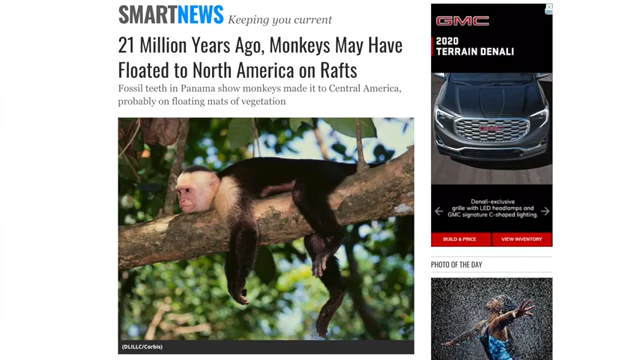 SMARTNEWS Keeping you current
21 Million Years Ago, Monkeys May Have
Floated to North America on Rafts
Fossil teeth in Panama show monkeys made it to Central America,
probably on floating mats of vegetation
(DLILLC/Corbis)
GMC
2020
TERRAIN DENALI
GMC
Denali-exclusive
grille with LED headlamps and
GMC signature C-shaped lighting.
BUILD & PRICE
VIEW INVENTORY
PHOTO OF THE DAY